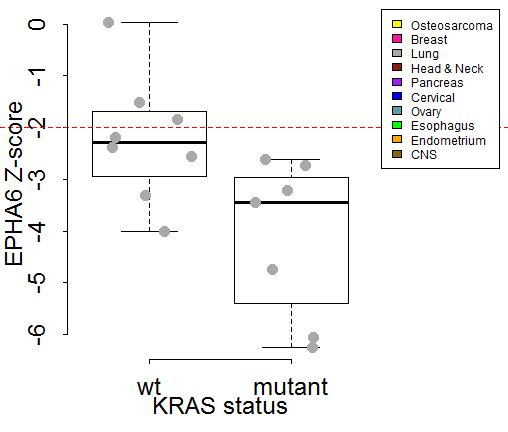 EPHA6 Z-score
0
-1
-2
-3
-4
-5
-6
wt
mutant
KRAS status
Osteosarcoma
Breast
Lung
Head & Neck
Pancreas
Cervical
Ovary
Esophagus
Endometrium
CNS